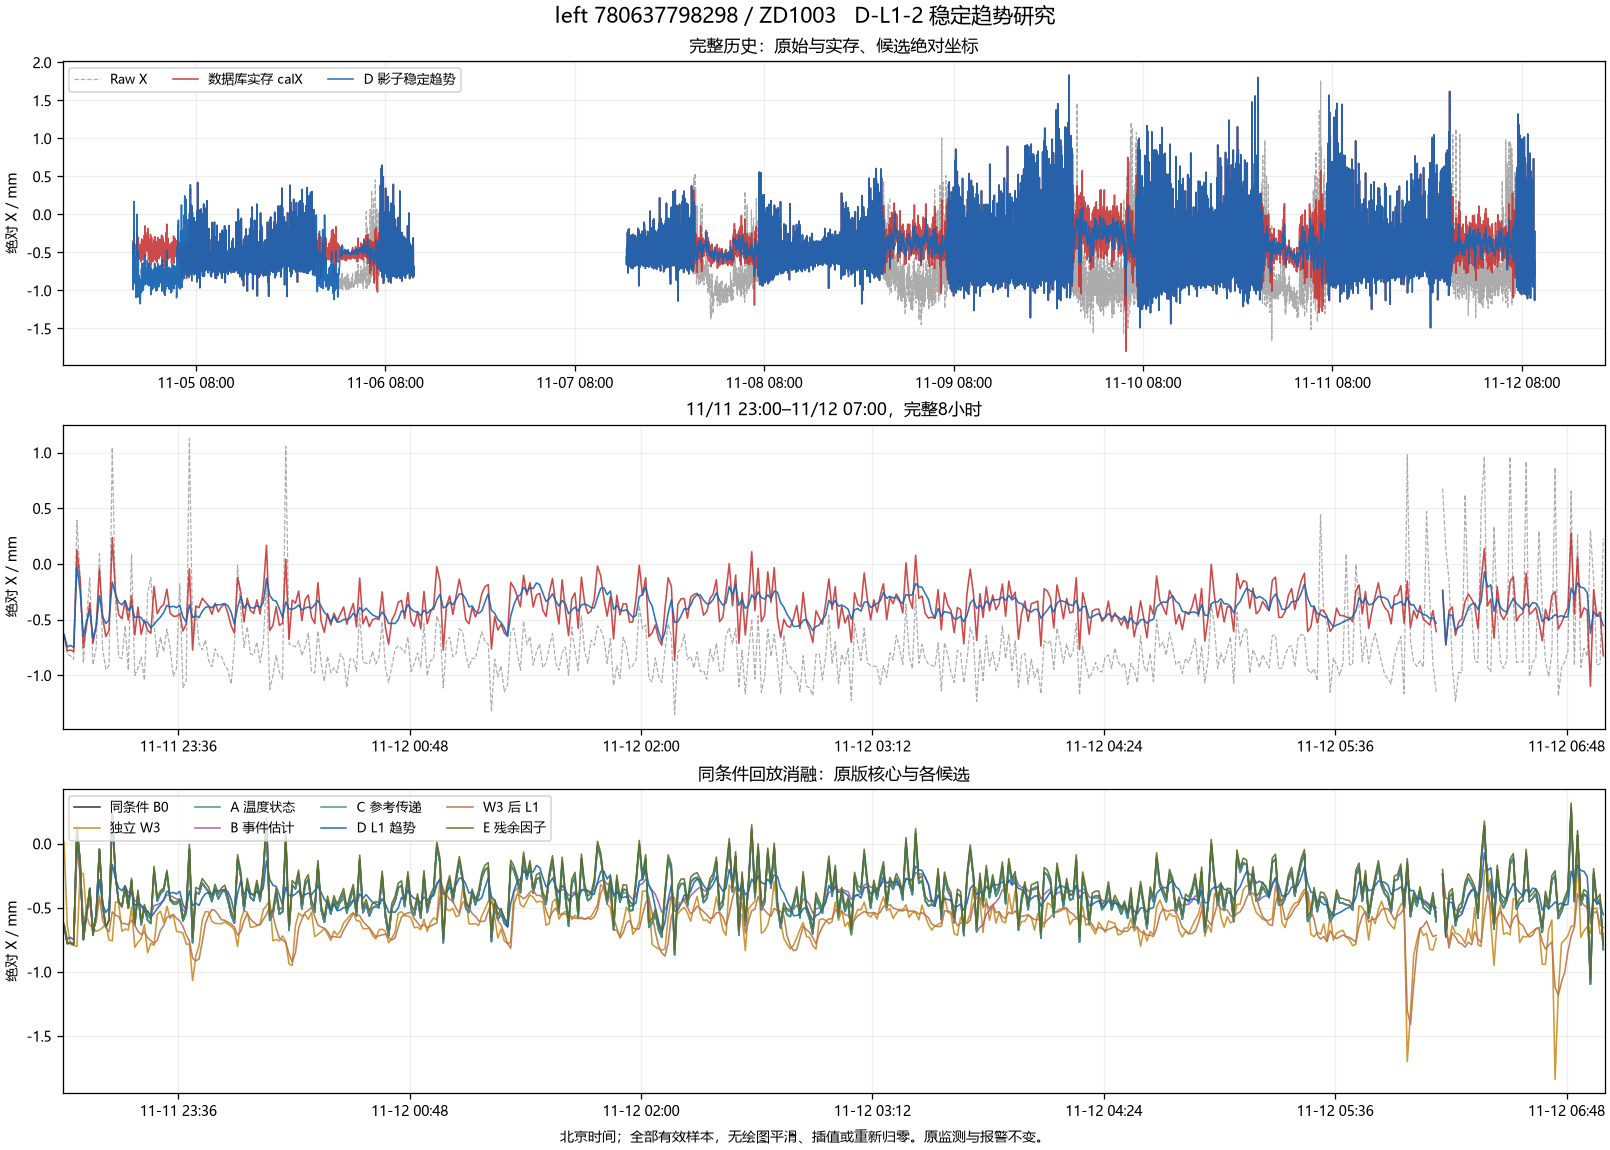 left 780637798298 / ZD1003   D-L1-2 稳定趋势研究
完整历史：原始与实存、候选绝对坐标
Raw X
数据库实存 calX
D 影子稳定趋势
绝对 X / mm
2.0
1.5
1.0
0.5
0.0
-0.5
-1.0
-1.5
11-05 08:00
11-06 08:00
11-07 08:00
11-08 08:00
11-09 08:00
11-10 08:00
11-11 08:00
11-12 08:00
11/11 23:00–11/12 07:00，完整8小时
绝对 X / mm
1.0
0.5
0.0
-0.5
-1.0
11-11 23:36
11-12 00:48
11-12 02:00
11-12 03:12
11-12 04:24
11-12 05:36
11-12 06:48
同条件回放消融：原版核心与各候选
同条件 B0
A 温度状态
C 参考传递
W3 后 L1
独立 W3
B 事件估计
D L1 趋势
E 残余因子
绝对 X / mm
0.0
-0.5
-1.0
-1.5
11-11 23:36
11-12 00:48
11-12 02:00
11-12 03:12
11-12 04:24
11-12 05:36
11-12 06:48
北京时间；全部有效样本，无绘图平滑、插值或重新归零。原监测与报警不变。